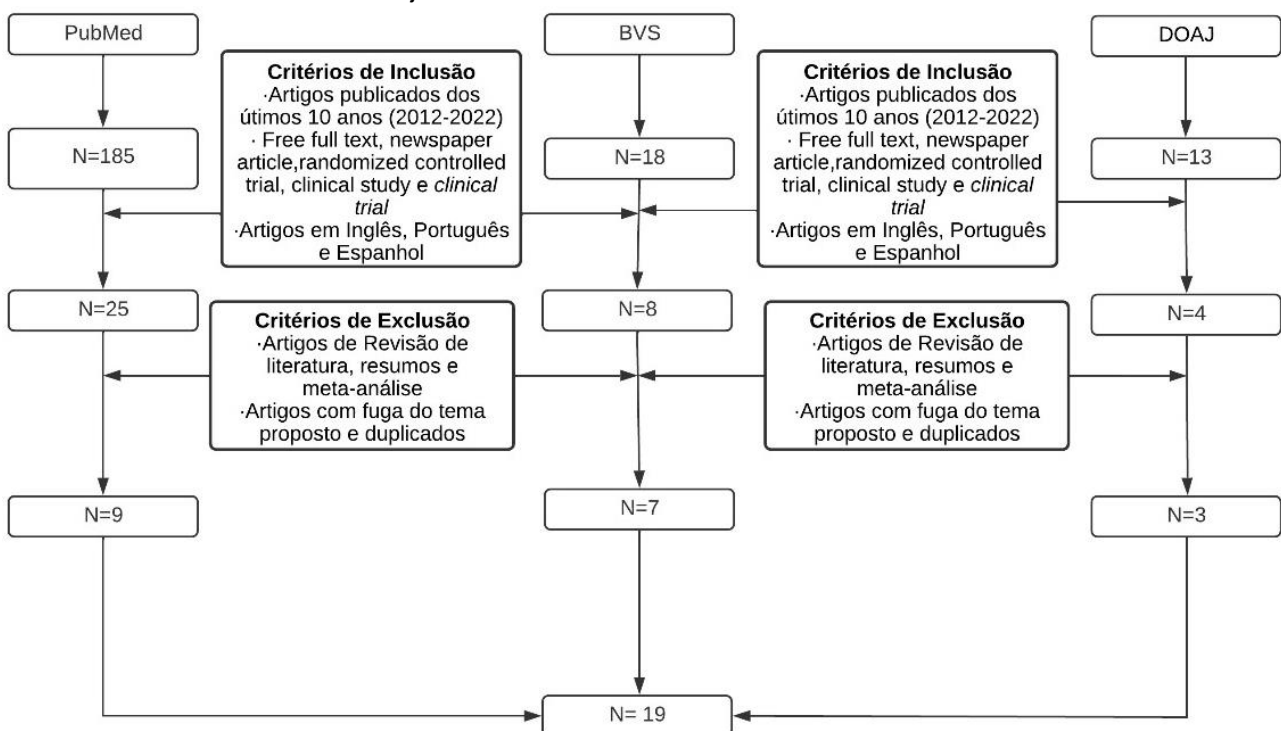 PubMed
BVS
DOAJ
Critérios de Inclusão
·Artigos publicados dos
útimos 10 anos (2012-2022)
· Free full text, newspaper
article,randomized controlled
trial, clinical study e clinical
trial
·Artigos em Inglês, Português
e Espanhol
Critérios de Inclusão
·Artigos publicados dos
útimos 10 anos (2012-2022)
· Free full text, newspaper
article,randomized controlled
trial, clinical study e clinical
trial
·Artigos em Inglês, Português
e Espanhol
N=185
N=18
N=13
N=25
N=8
N=4
Critérios de Exclusão
·Artigos de Revisão de
literatura, resumos e
meta-análise
·Artigos com fuga do tema
proposto e duplicados
Critérios de Exclusão
·Artigos de Revisão de
literatura, resumos e
meta-análise
·Artigos com fuga do tema
proposto e duplicados
N=9
N=7
N=3
N= 19